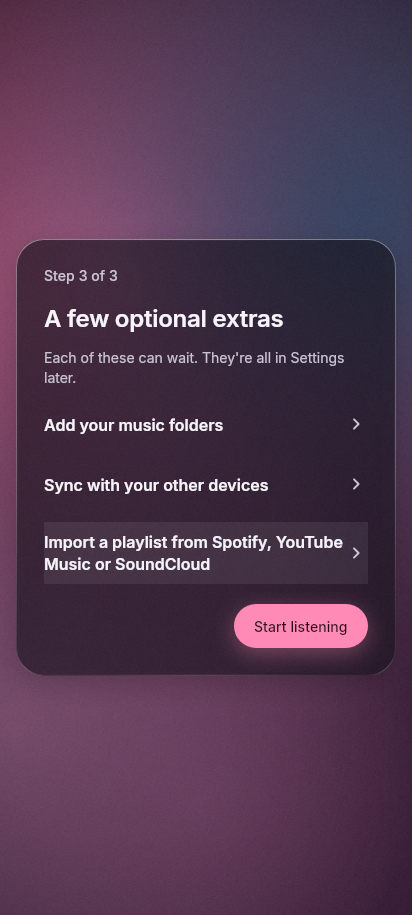 Step 3 of 3
A few optional extras
Each of these can wait. They're all in Settings
later.
Add your music folders
Sync with your other devices
Import a playlist from Spotify, YouTube
Music or SoundCloud
Start listening